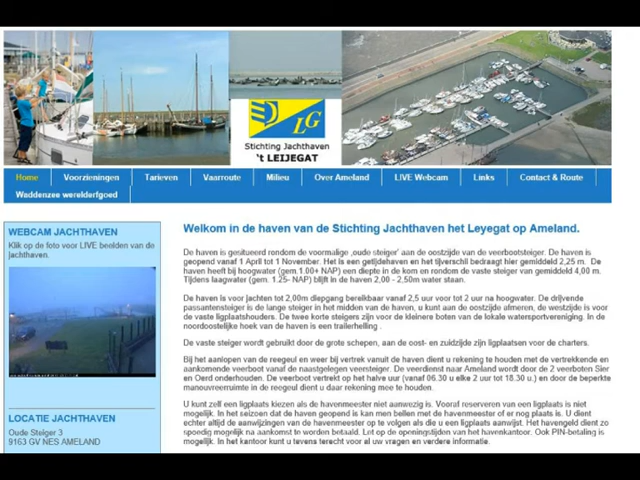 LG
Stichting Jachthaven
't LEIJEGAT
Home Voorzieningen Tarieven Vaarroute Milieu Over Ameland LIVE Webcam Links Contact & Route
Waddenzee werelderfgoed
WEBCAM JACHTHAVEN
Klik op de foto voor LIVE beelden van de
jachthaven.
LOCATIE JACHTHAVEN
Oude Steiger 3
9163 GV NES AMELAND
Welkom in de haven van de Stichting Jachthaven het Leyegat op Ameland.
De haven is gesitueerd rondom de voormalige ,oude steiger' aan de oostzijde van de veerbootsteiger. De haven is
geopend vanaf 1 April tot 1 November. Het is een getijdehaven en het tijverschil bedraagt hier gemiddeld 2,25 m. De
haven heeft bij hoogwater (gem.1.00+ NAP) een diepte in de kom en rondom de vaste steiger van gemiddeld 4,00 m.
Tijdens laagwater (gem. 1.25- NAP) blijft in de haven 2,00 - 2,50m water staan.
De haven is voor jachten tot 2,00m diepgang bereikbaar vanaf 2,5 uur voor tot 2 uur na hoogwater. De drijvende
passantensteiger is de lange steiger in het midden van de haven, u kunt aan de oostzijde afmeren, de westzijde is voor
de vaste ligplaatshouders. De twee korte steigers zijn voor de kleinere boten van de lokale watersportvereniging. In de
noordoostelijke hoek van de haven is een trailerhelling .
De vaste steiger wordt gebruikt door de grote schepen, aan de oost- en zuidzijde zijn ligplaatsen voor de charters.
Bij het aanlopen van de reegeul en weer bij vertrek vanuit de haven dient u rekening te houden met de vertrekkende en
aankomende veerboot vanaf de naastgelegen veersteiger. De veerdienst naar Ameland wordt door de 2 veerboten Sier
en Oerd onderhouden. De veerboot vertrekt op het halve uur (vanaf 06.30 u elke 2 uur tot 18.30 u.) en door de beperkte
manouvreerruimte in de reegeul dient u daar rekening mee te houden.
U kunt zelf een ligplaats kiezen als de havenmeester niet aanwezig is. Vooraf reserveren van een ligplaats is niet
mogelijk. In het seizoen dat de haven geopend is kan men bellen met de havenmeester of er nog plaats is. U dient
echter altijd de aanwijzingen van de havenmeester op te volgen als die u een ligplaats aanwijst. Het havengeld dient zo
spoedig mogelijk na aankomst te worden betaald. Let op de openingstijden van het havenkantoor. Ook PIN-betaling is
mogelijk. In het kantoor kunt u tevens terecht voor al uw vragen en verdere informatie.